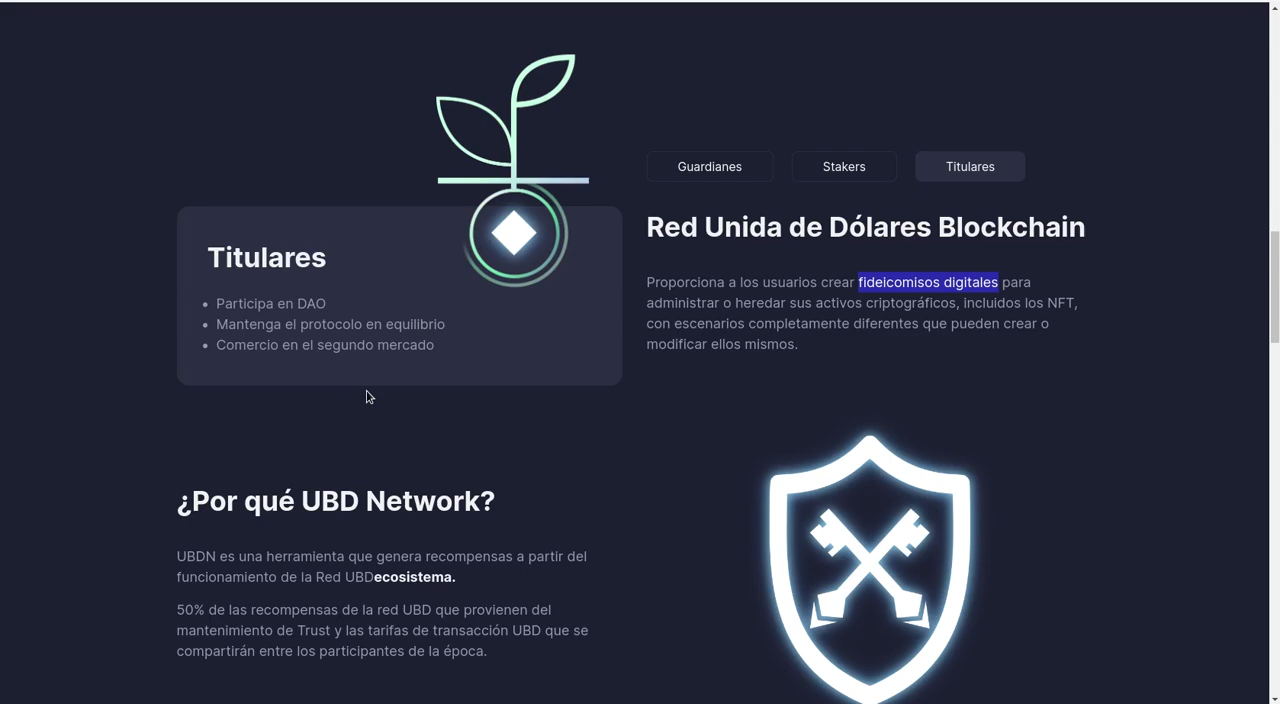 Guardianes
Stakers
Titulares
Red Unida de Dólares Blockchain
Proporciona a los usuarios crear fideicomisos digitales para
administrar o heredar sus activos criptográficos, incluidos los NFT,
con escenarios completamente diferentes que pueden crear o
modificar ellos mismos.
Titulares
Participa en DAO
Mantenga el protocolo en equilibrio
Comercio en el segundo mercado
¿Por qué UBD Network?
UBDN es una herramienta que genera recompensas a partir del
funcionamiento de la Red UBDecosistema.
50% de las recompensas de la red UBD que provienen del
mantenimiento de Trust y las tarifas de transacción UBD que se
compartirán entre los participantes de la época.